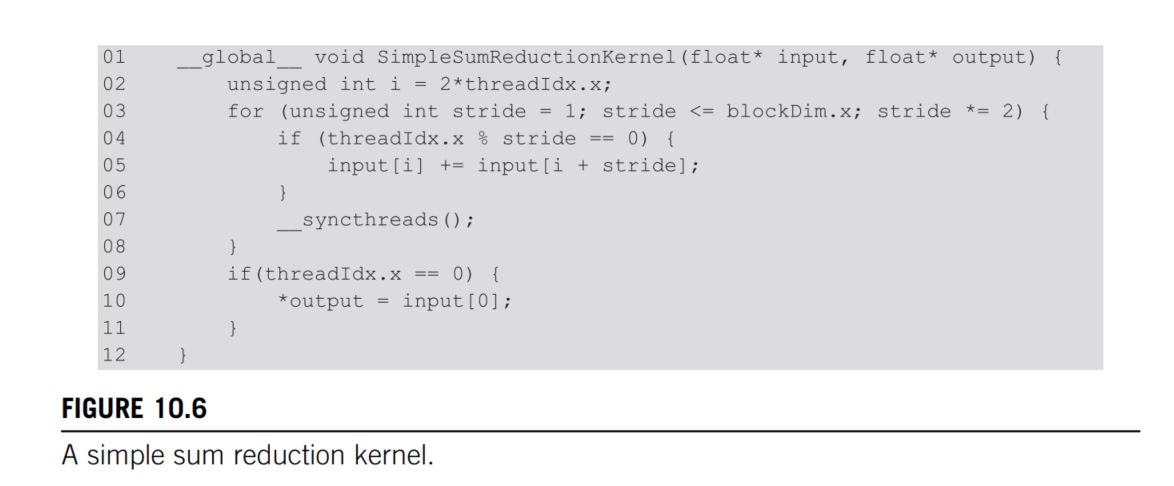 01 __global__ void SimpleSumReductionKernel(float* input, float* output) {
02 unsigned int i = 2*threadIdx.x;
03 for (unsigned int stride = 1; stride <= blockDim.x; stride *= 2) {
04 if (threadIdx.x % stride == 0) {
05 input[i] += input[i + stride];
06 }
07 __syncthreads();
08 }
09 if(threadIdx.x == 0) {
10 *output = input[0];
11 }
12 }
FIGURE 10.6
A simple sum reduction kernel.